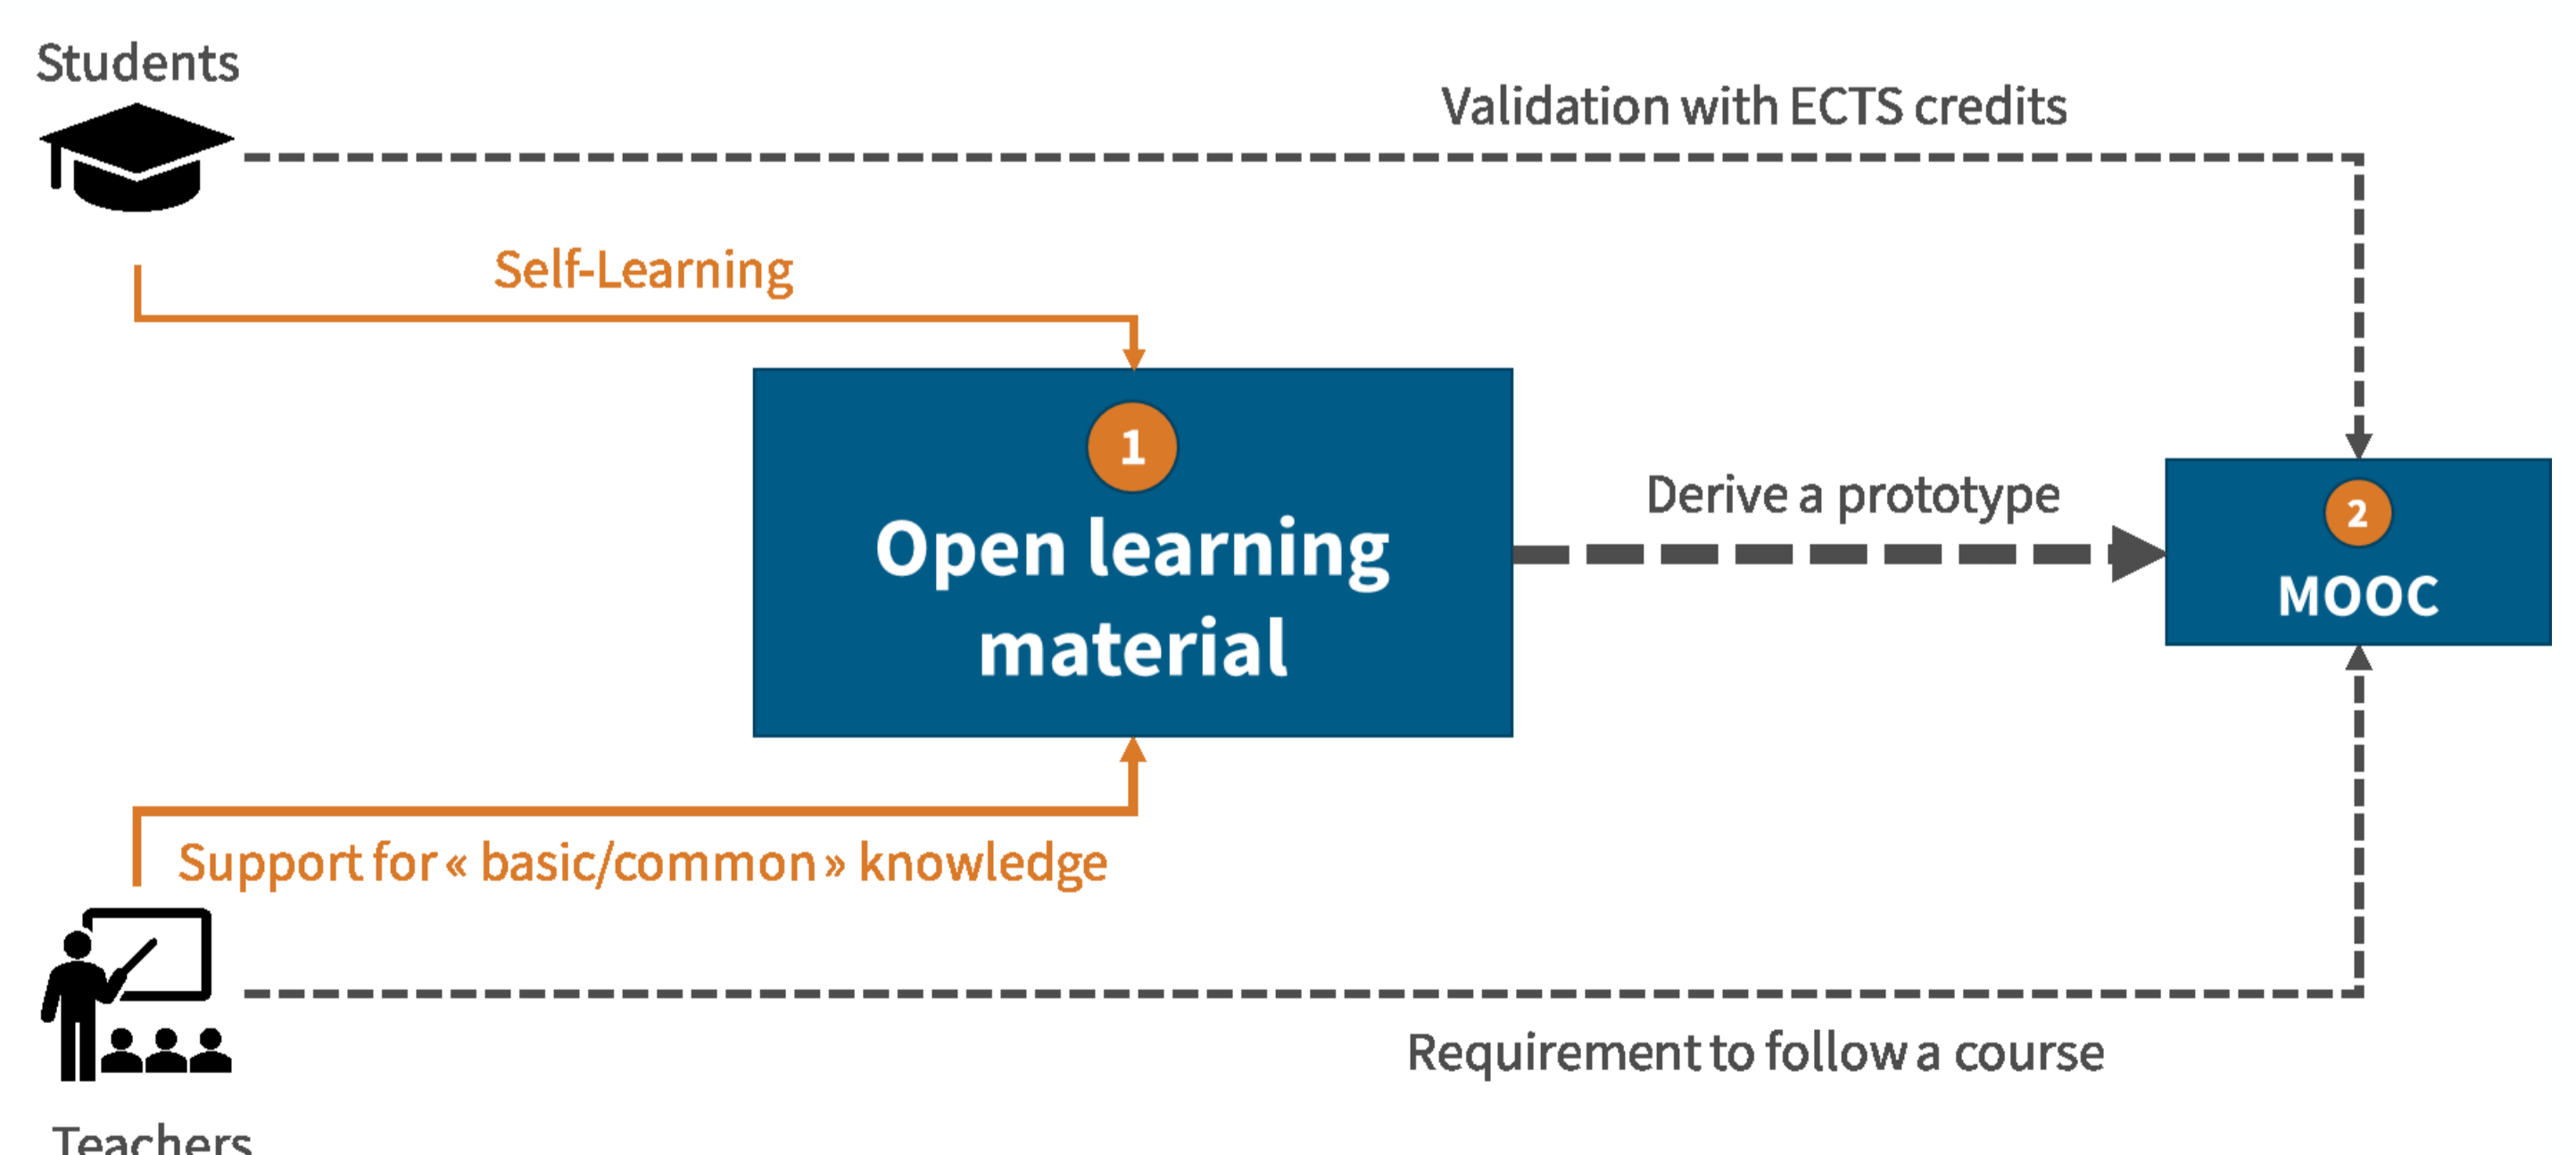 Students
Validation with ECTS credits
Self-Learning
1
Open learning
material
Derive a prototype
2
MOOC
Support for « basic/common » knowledge
Requirement to follow a course
Teachers